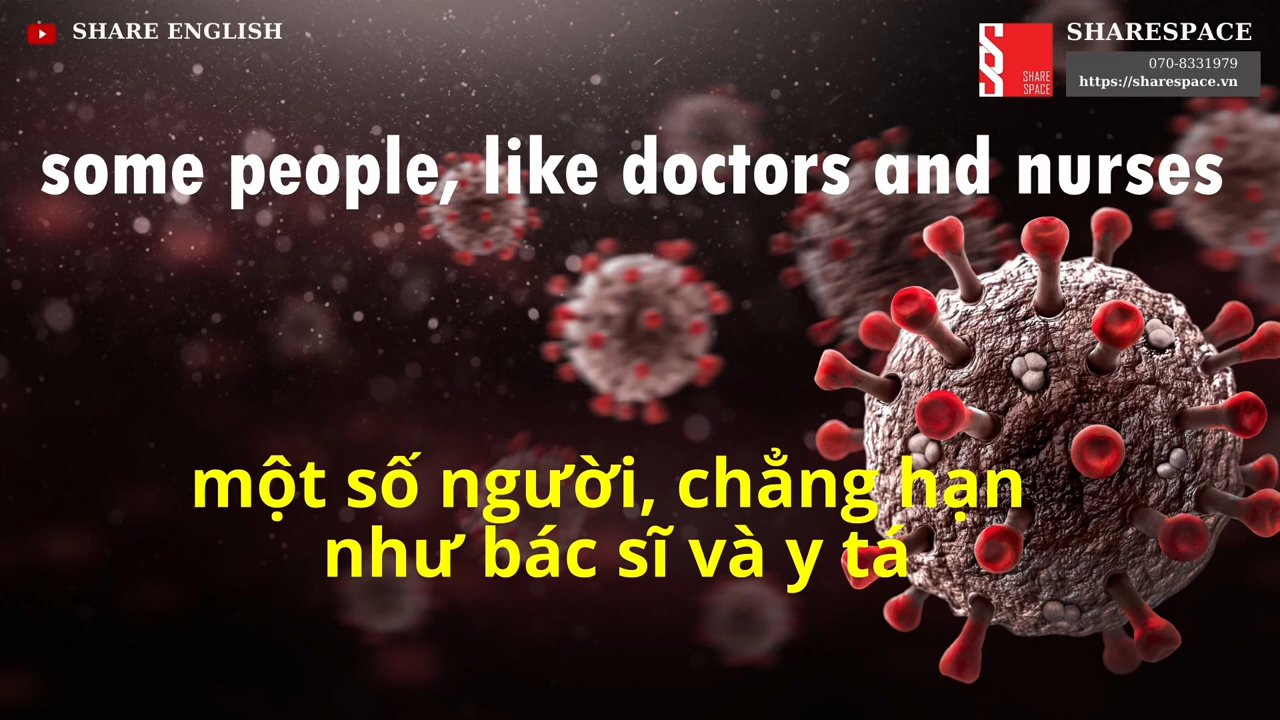 SHARE ENGLISH
SHARESPACE
070-8331979
https://sharespace.vn
SHARE
SPACE
some people, like doctors and nurses
một số người, chẳng hạn
như bác sĩ và y tá